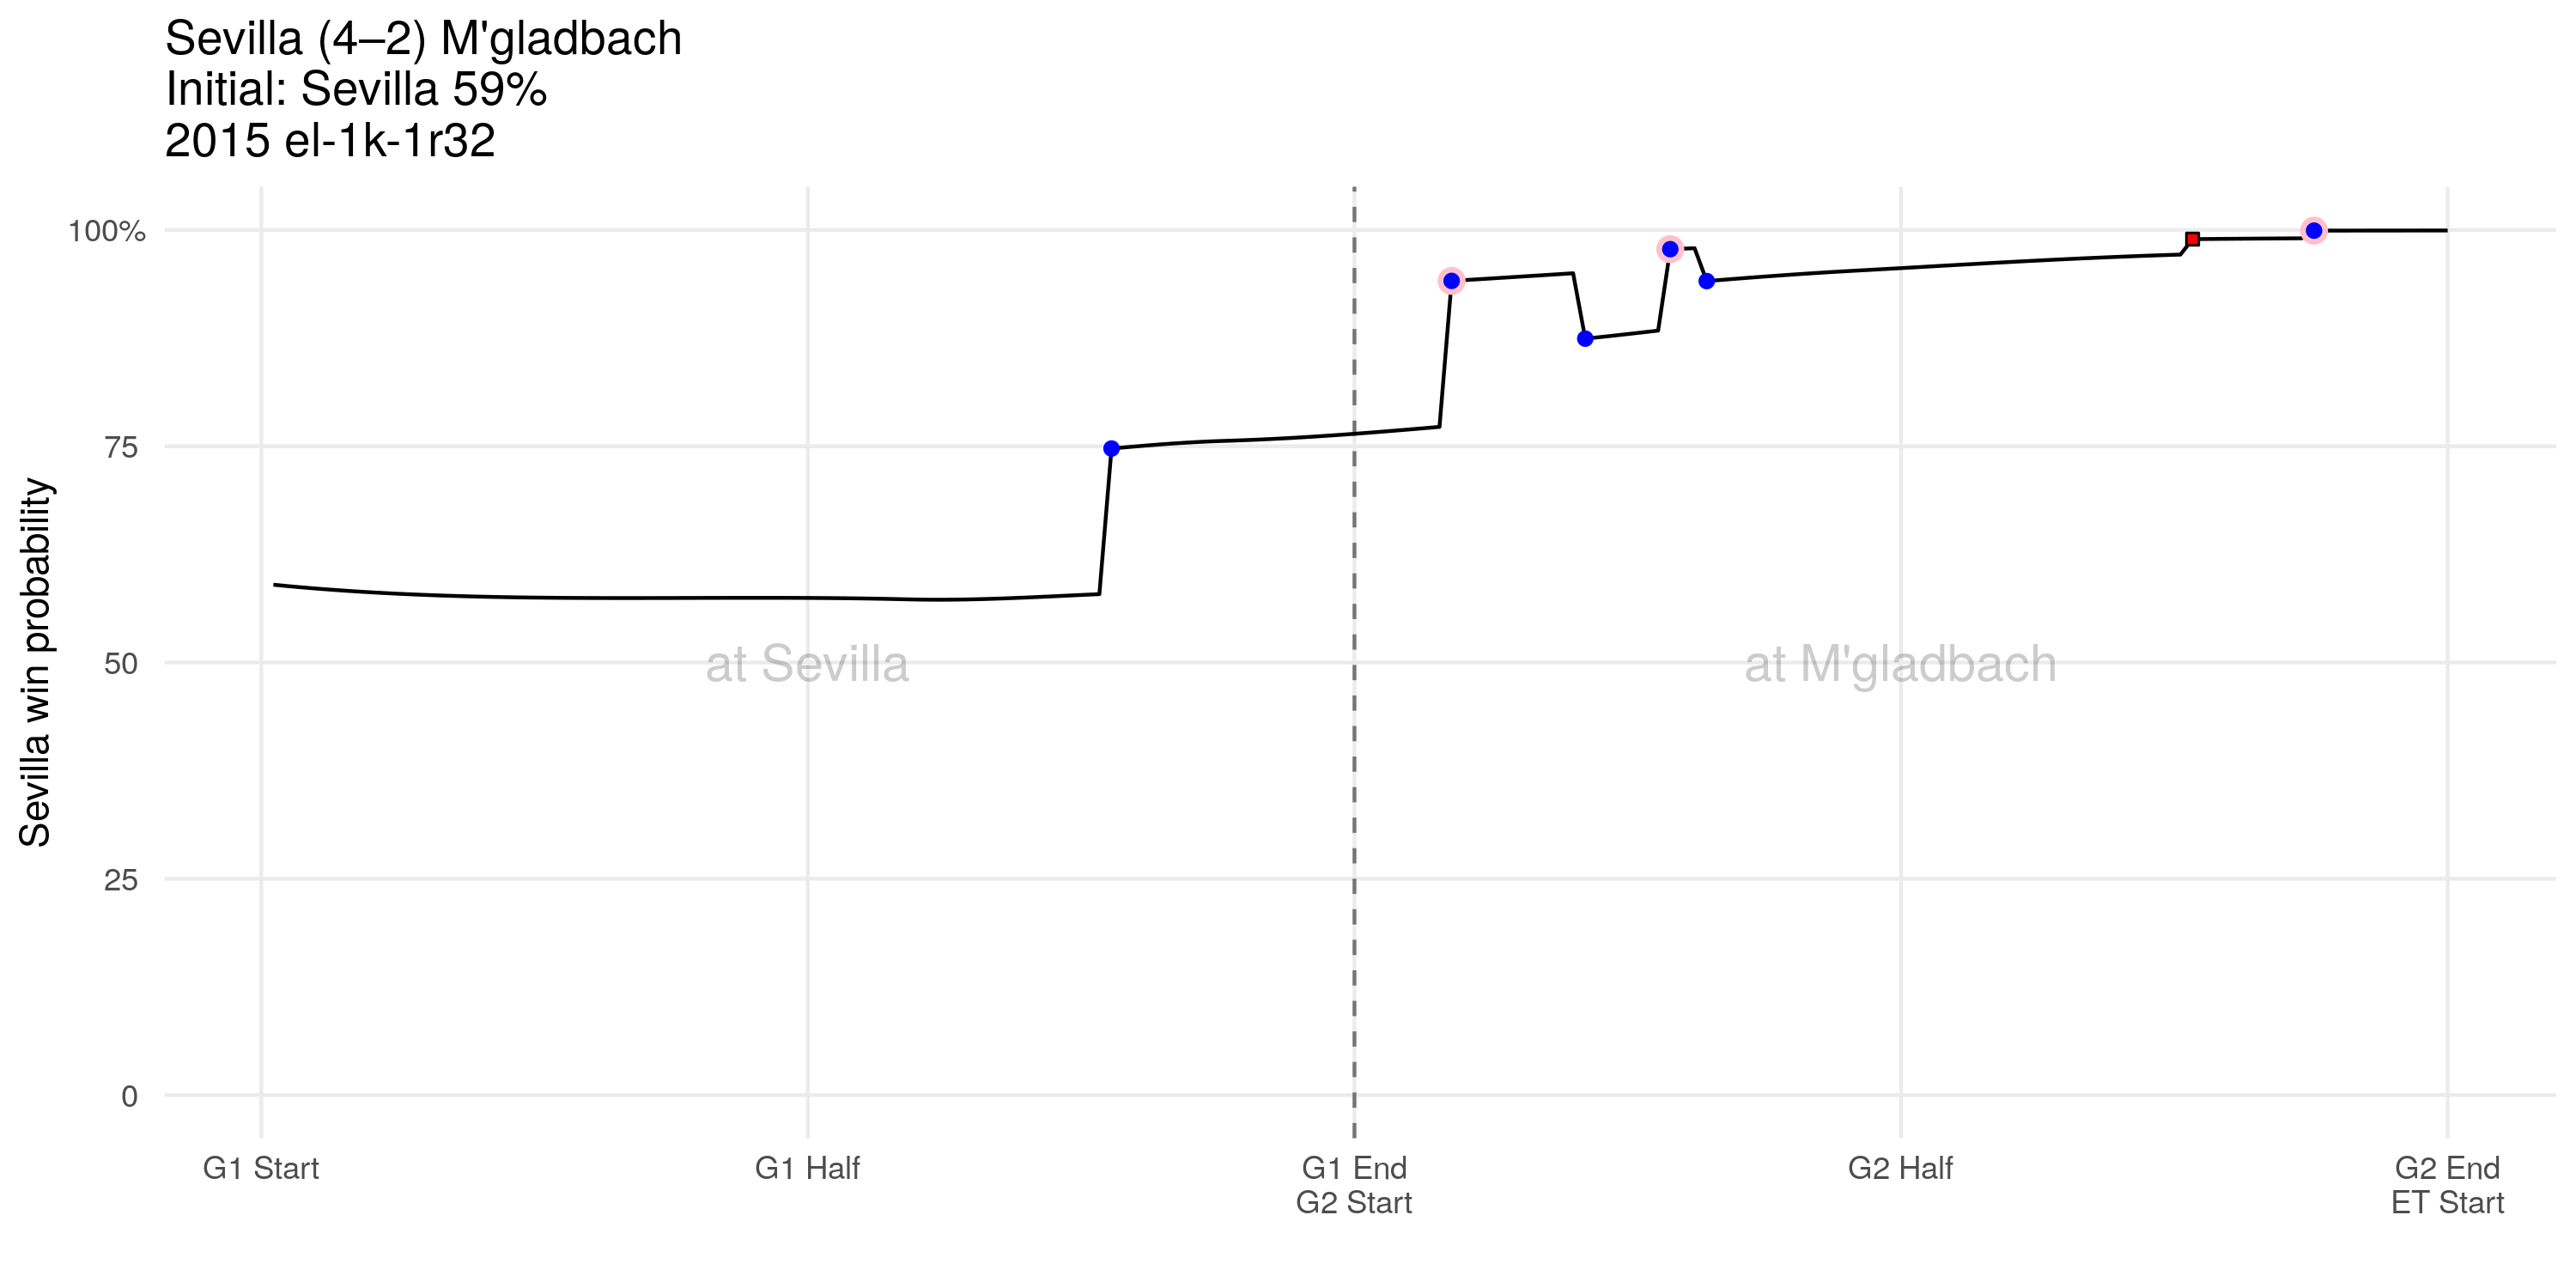 Sevilla (4–2) M'gladbach
Initial: Sevilla 59%
2015 el-1k-1r32
Sevilla win probability
100%
75
50
25
0
at Sevilla
at M'gladbach
G1 Start
G1 Half
G1 End
G2 Start
G2 Half
G2 End
ET Start